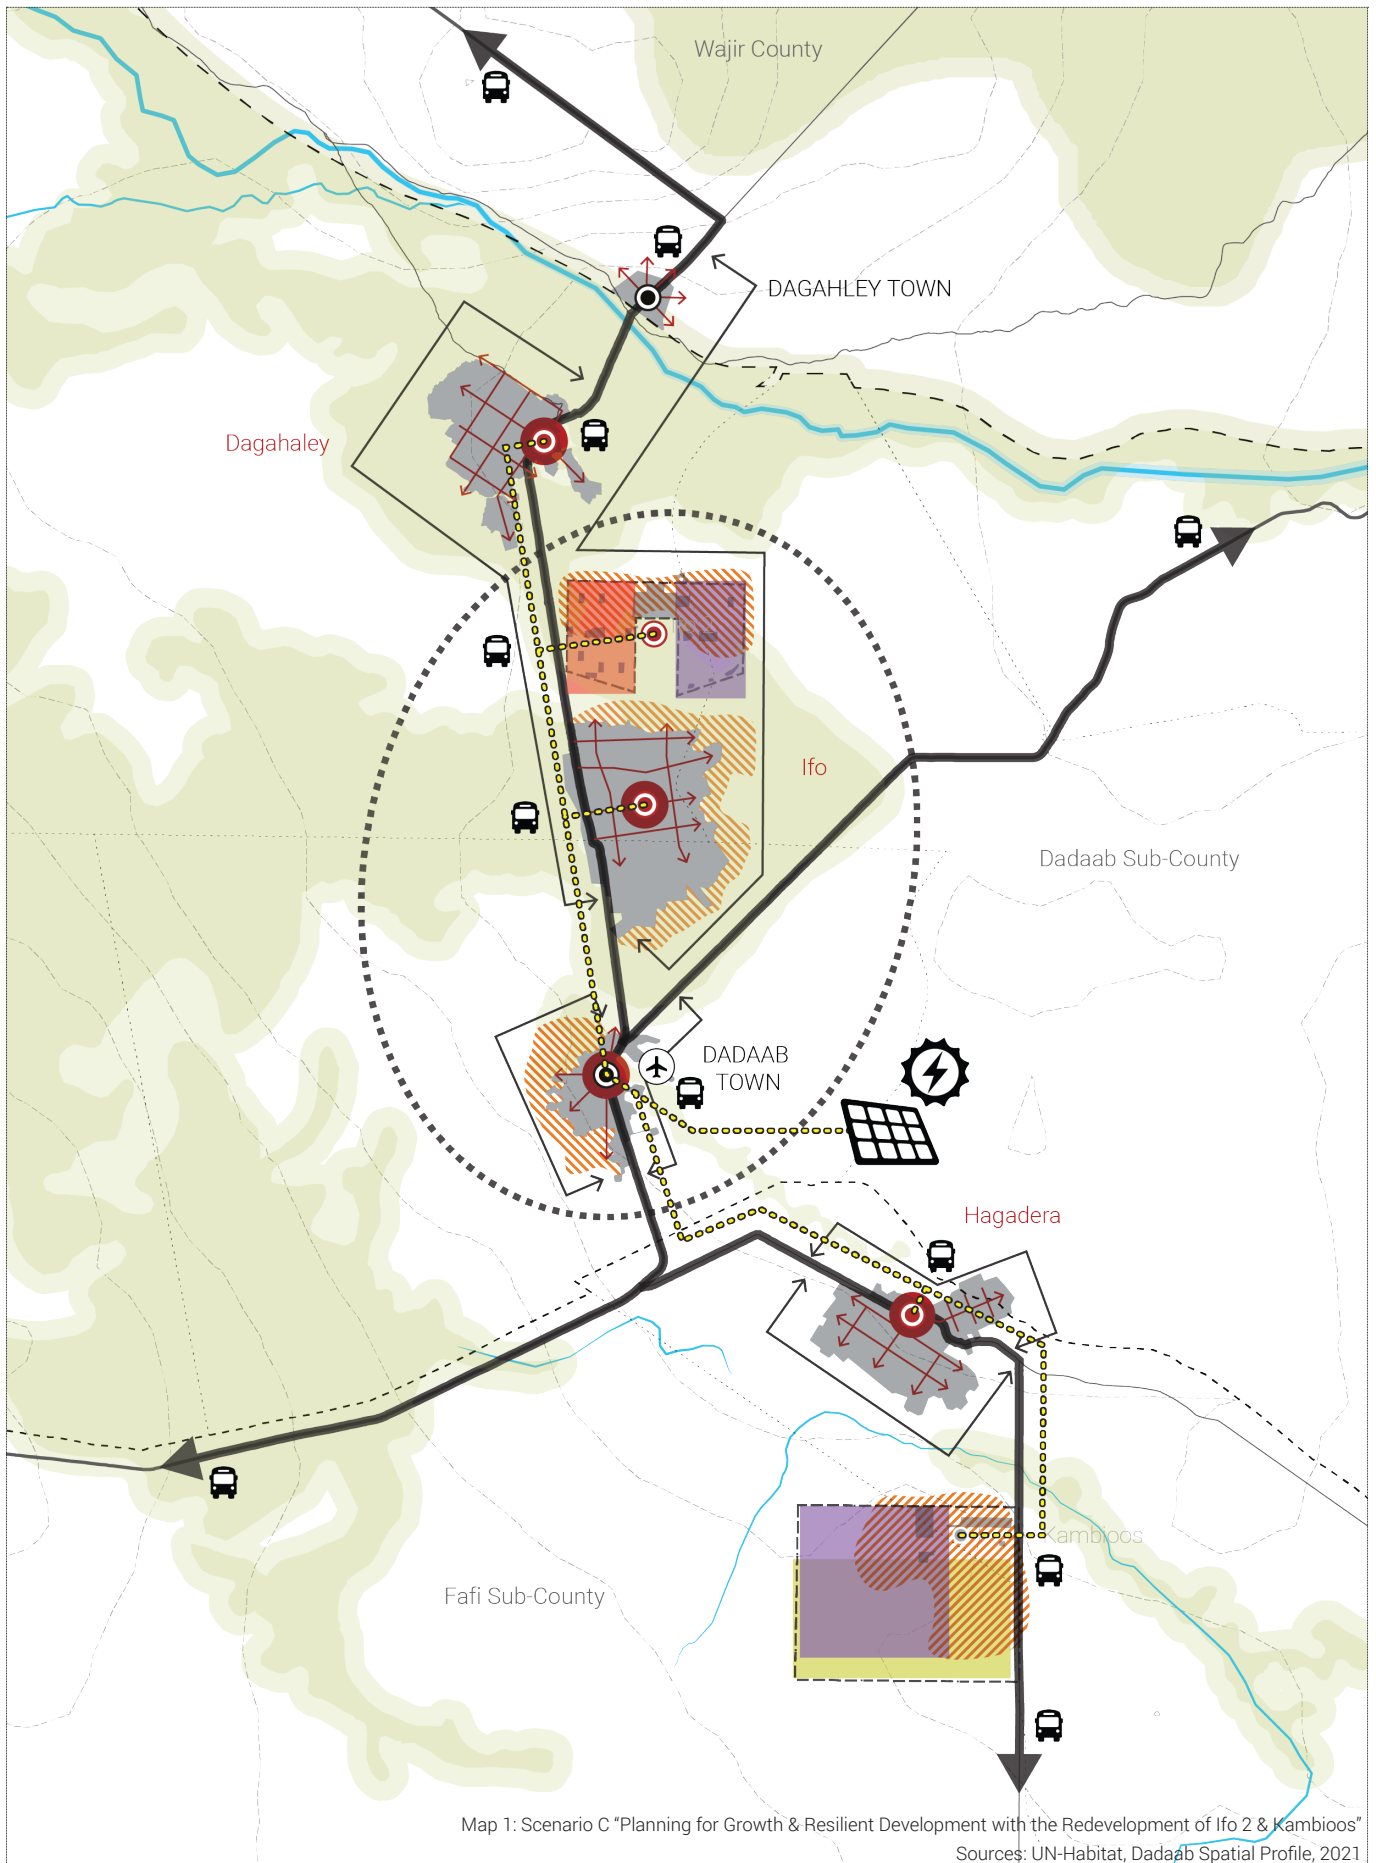 Wajir County
DAGAHLEY TOWN
Dagahaley
Ifo
Dadaab Sub-County
DADAAB
TOWN
Hagadera
Kambioos
Fafi Sub-County
Map 1: Scenario C “Planning for Growth & Resilient Development with the Redevelopment of Ifo 2 & Kambioos”
Sources: UN-Habitat, Dadaab Spatial Profile, 2021